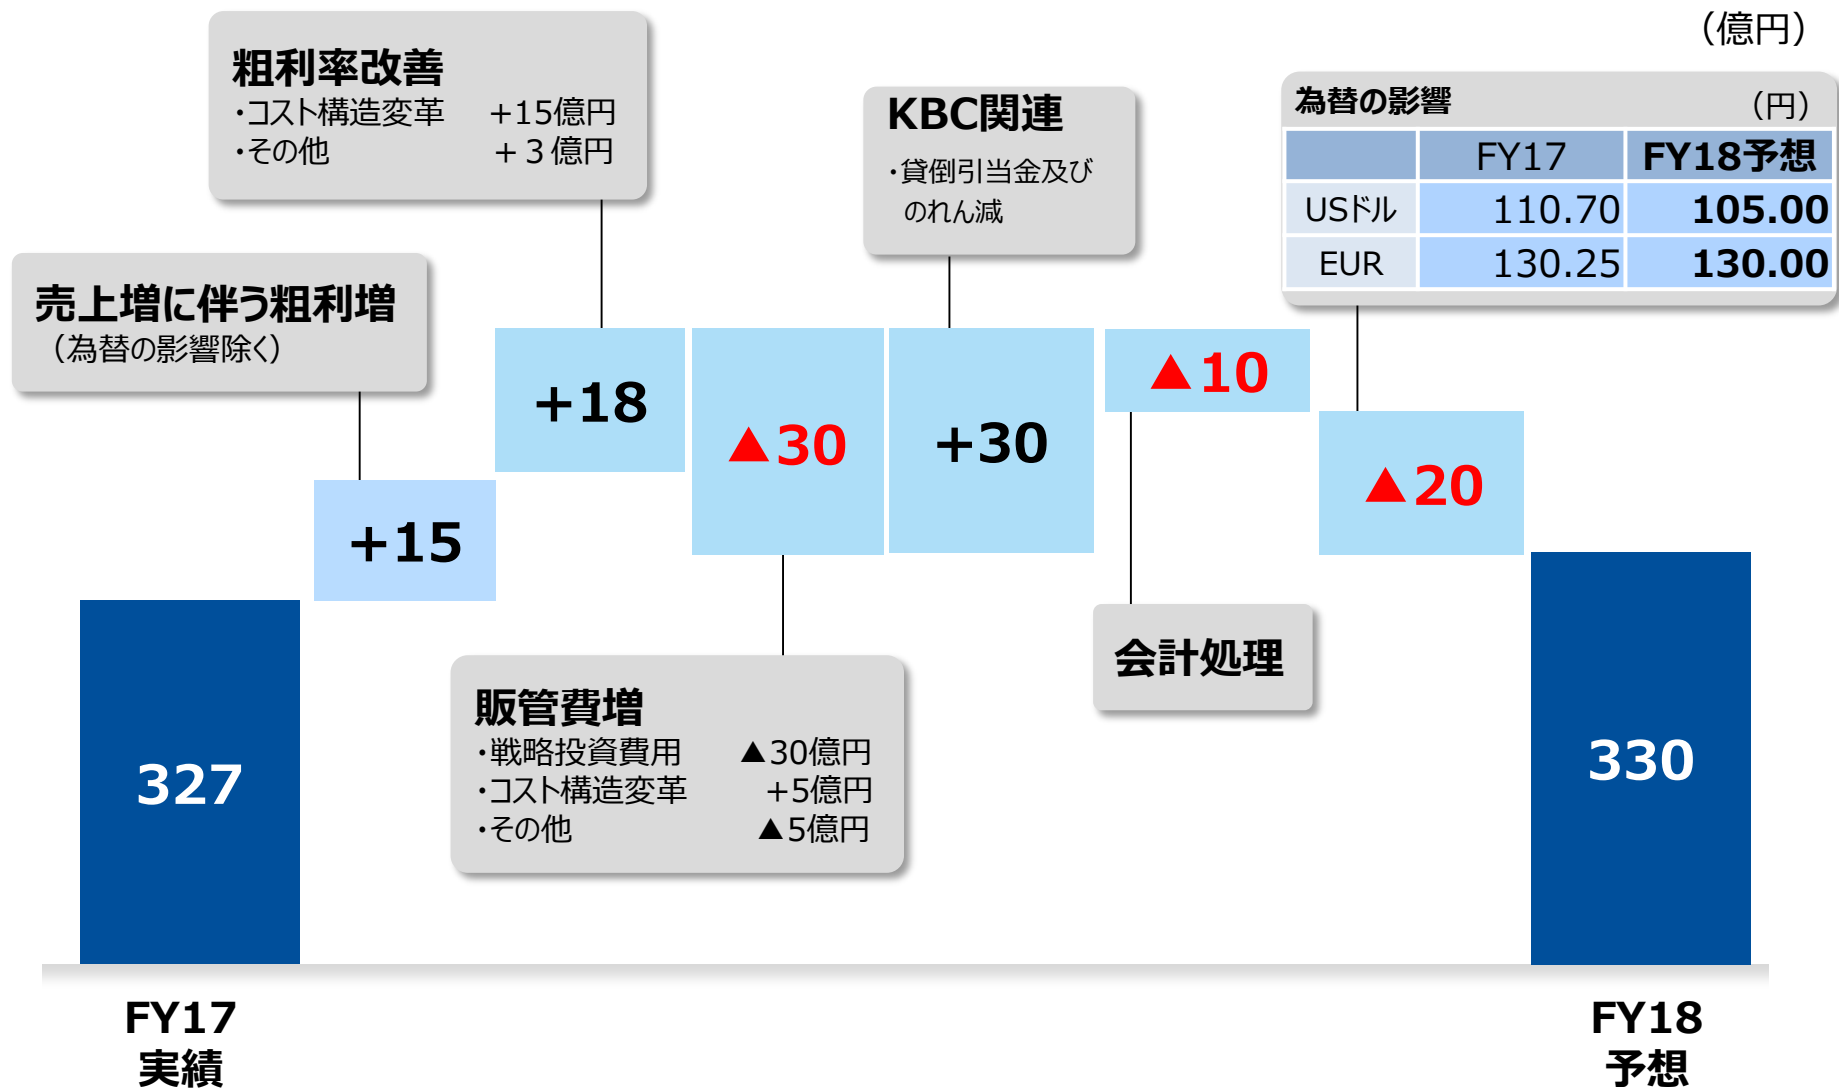 （億円）
粗利率改善
・コスト構造変革 +15億円
・その他 +３億円
KBC関連
・貸倒引当金及び
のれん減
為替の影響 （円）
FY17 FY18予想
USドル 110.70 105.00
EUR 130.25 130.00
売上増に伴う粗利増
（為替の影響除く）
+15
+18
▲30
+30
▲10
▲20
販管費増
・戦略投資費用 ▲30億円
・コスト構造変革 +5億円
・その他 ▲5億円
会計処理
327
330
FY17
実績
FY18
予想